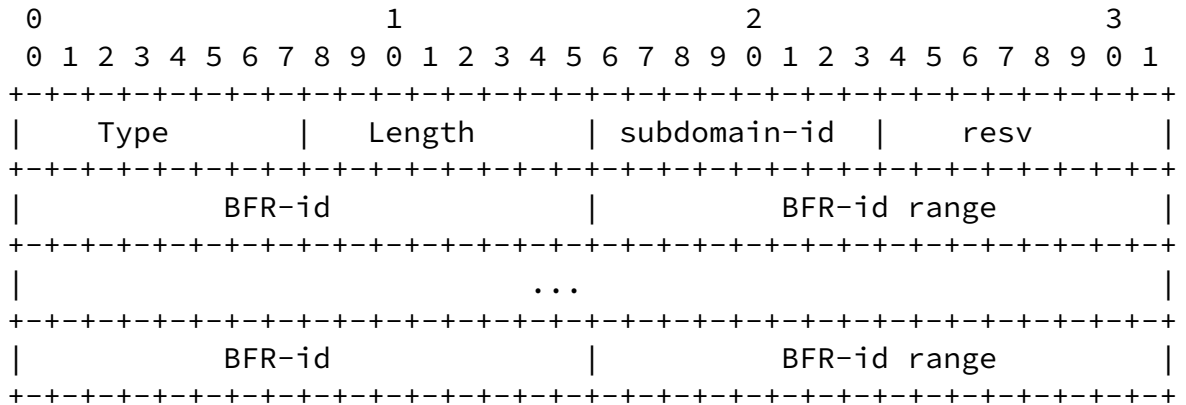 0                   1                   2                   3
 0 1 2 3 4 5 6 7 8 9 0 1 2 3 4 5 6 7 8 9 0 1 2 3 4 5 6 7 8 9 0 1
+-+-+-+-+-+-+-+-+-+-+-+-+-+-+-+-+-+-+-+-+-+-+-+-+-+-+-+-+-+-+-+-+
|    Type       |   Length      | subdomain-id  |    resv       |
+-+-+-+-+-+-+-+-+-+-+-+-+-+-+-+-+-+-+-+-+-+-+-+-+-+-+-+-+-+-+-+-+
|           BFR-id              |          BFR-id range         |
+-+-+-+-+-+-+-+-+-+-+-+-+-+-+-+-+-+-+-+-+-+-+-+-+-+-+-+-+-+-+-+-+
|                            ...                                |
+-+-+-+-+-+-+-+-+-+-+-+-+-+-+-+-+-+-+-+-+-+-+-+-+-+-+-+-+-+-+-+-+
|           BFR-id              |          BFR-id range         |
+-+-+-+-+-+-+-+-+-+-+-+-+-+-+-+-+-+-+-+-+-+-+-+-+-+-+-+-+-+-+-+-+